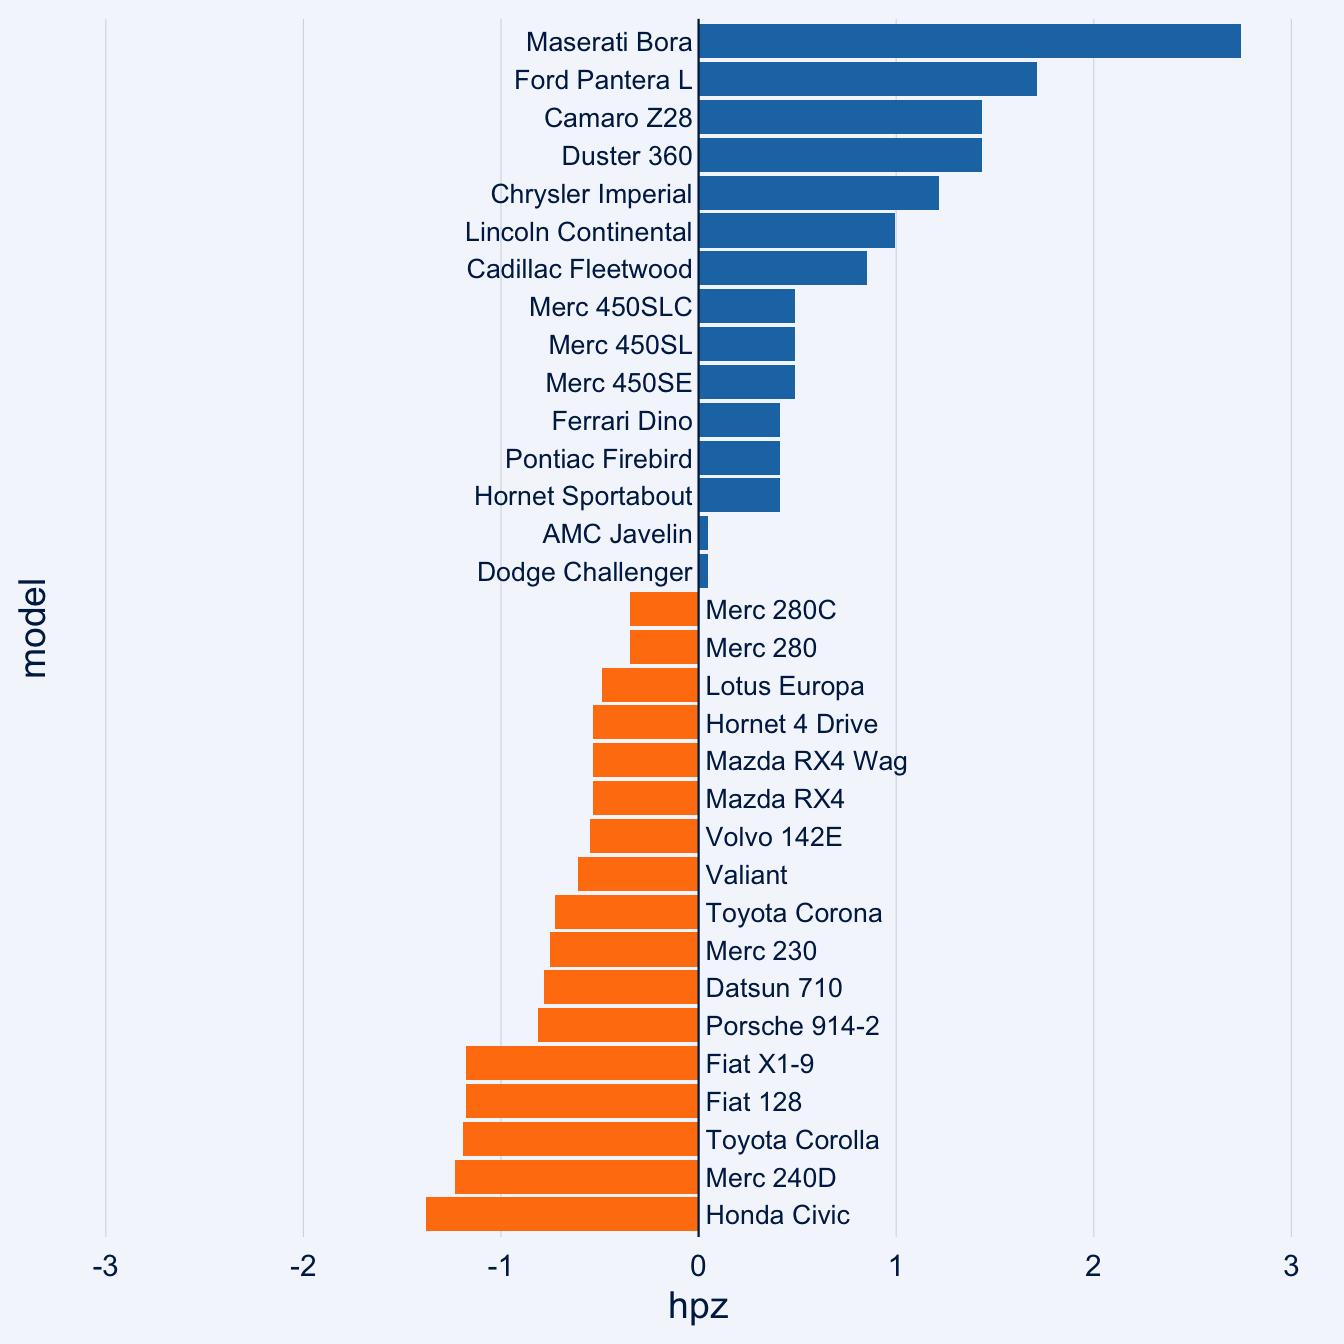 Maserati Bora
Ford Pantera L
Camaro Z28
Duster 360
Chrysler Imperial
Lincoln Continental
Cadillac Fleetwood
Merc 450SLC
Merc 450SL
Merc 450SE
Ferrari Dino
Pontiac Firebird
Hornet Sportabout
AMC Javelin
Dodge Challenger
Merc 280C
Merc 280
Lotus Europa
Hornet 4 Drive
Mazda RX4 Wag
Mazda RX4
Volvo 142E
Valiant
Toyota Corona
Merc 230
Datsun 710
Porsche 914-2
Fiat X1-9
Fiat 128
Toyota Corolla
Merc 240D
Honda Civic
model
-3 -2 -1 0 1 2 3
hpz